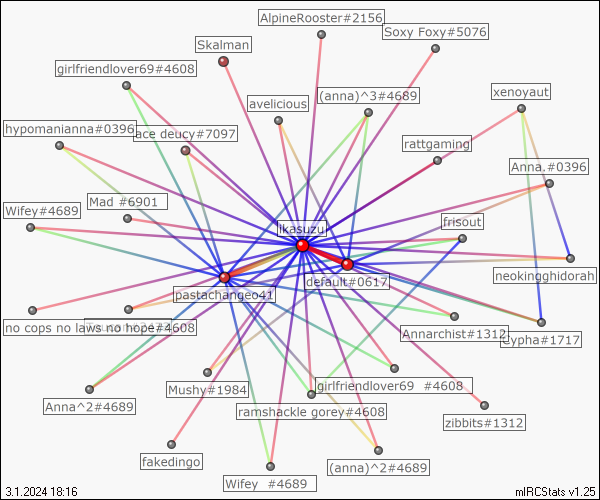 AlpineRooster#2156
Soxy Foxy#5076
Skalman
girlfriendlover69#4608
avelicious
(anna)^3#4689
xenoyaut
hypomanianna#0396
ace deucy#7097
rattgaming
Anna.#0396
Wifey#4689
Mad #6901
ikasuzu
frisout
pastachangeo41
default#0617
neokingghidorah
no cops no laws no hope#4608
Annarchist#1312
Cypha#1717
Anna^2#4689
Mushy#1984
girlfriendlover69 #4608
ramshackle gorey#4608
zibbits#1312
fakedingo
Wifey #4689
(anna)^2#4689
3.1.2024 18:16
mIRCStats v1.25